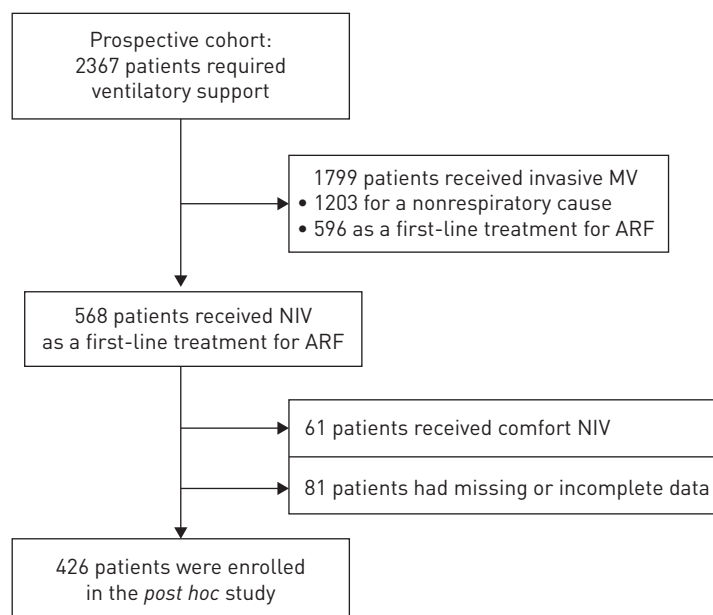 Prospective cohort:
2367 patients required
ventilatory support
1799 patients received invasive MV
• 1203 for a nonrespiratory cause
• 596 as a first-line treatment for ARF
568 patients received NIV
as a first-line treatment for ARF
61 patients received comfort NIV
81 patients had missing or incomplete data
426 patients were enrolled
in the post hoc study